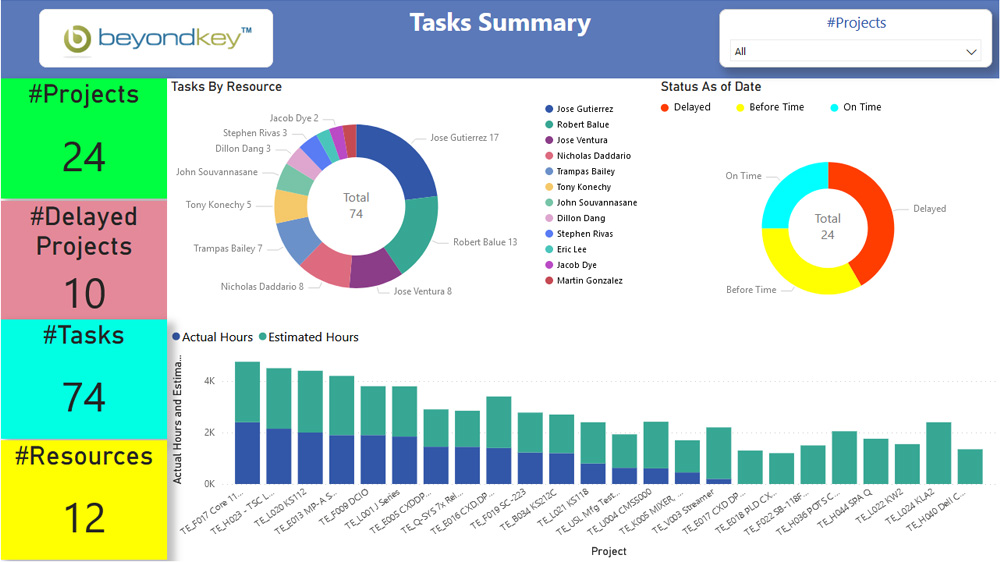 beyondkey™
Tasks Summary
#Projects
All
#Projects
24
#Delayed
Projects
10
#Tasks
74
#Resources
12
Tasks By Resource
Jose Gutierrez 17
Robert Balue 13
Jose Ventura 8
Nicholas Daddario 8
Trampas Bailey 7
Tony Konechy 5
John Souvannasane
Dillon Dang 3
Stephen Rivas 3
Jacob Dye 2
Total
74
Jose Gutierrez
Robert Balue
Jose Ventura
Nicholas Daddario
Trampas Bailey
Tony Konechy
John Souvannasane
Dillon Dang
Stephen Rivas
Eric Lee
Jacob Dye
Martin Gonzalez
Status As of Date
Delayed
Before Time
On Time
On Time
Delayed
Before Time
Total
24
Actual Hours
Estimated Hours
Actual Hours and Estima...
4K
2K
0K
TE_F017 Core 11...
TE_H023 - TSC L...
TE_L020 KS112
TE_E013 MP-A S...
TE_F009 DCIO
TE_L001 J Series
TE_E005 CXDDP...
TE_Q-SYS 7x Rel...
TE_E016 CXD DP...
TE_F019 SC -223
TE_B034 KS212C
TE_L021 KS118
TE_USL Mfg Test...
TE_U004 CMS5000
TE_K005 MIXER, ...
TE_V003 Streamer
TE_E017 CXD DP...
TE_E018 PLD CX...
TE_F022 SB-118F...
TE_H036 POTS C...
TE_H044 SPA Q
TE_L022 KW2
TE_L024 KLA2
TE_H040 Dell C...
Project